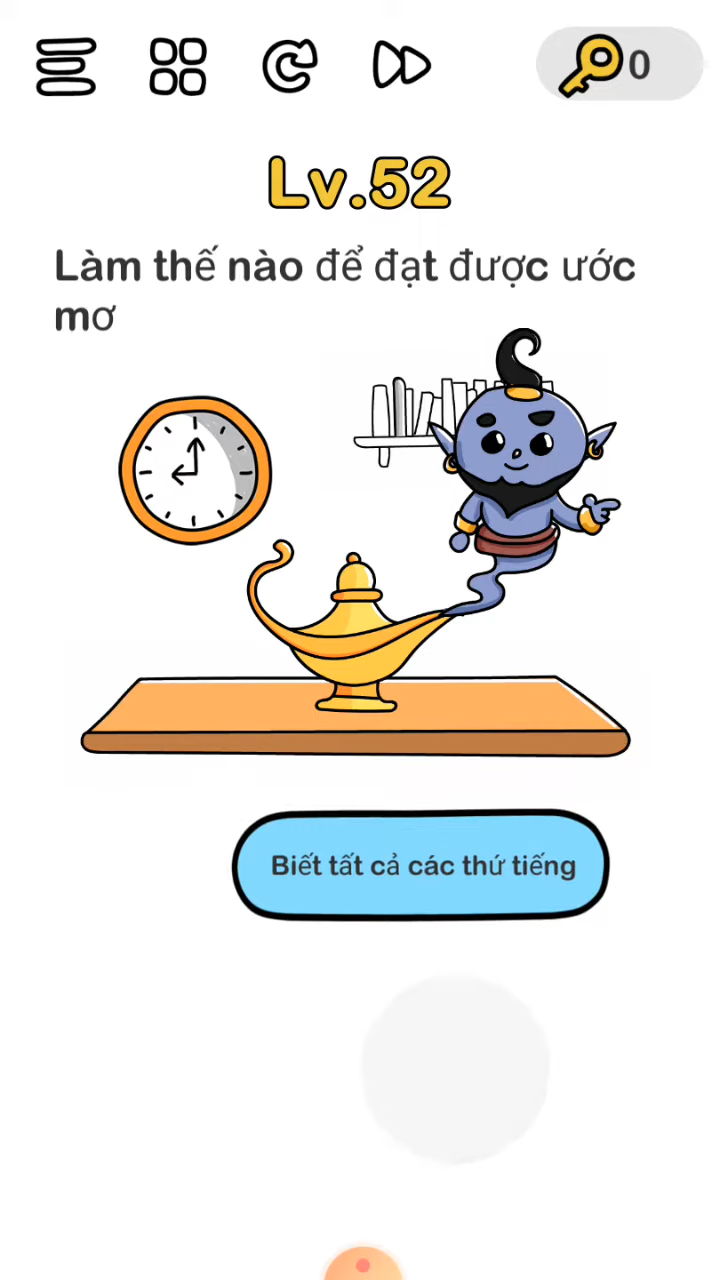 0
Lv.52
Làm thế nào để đạt được ước
mơ
Biết tất cả các thứ tiếng